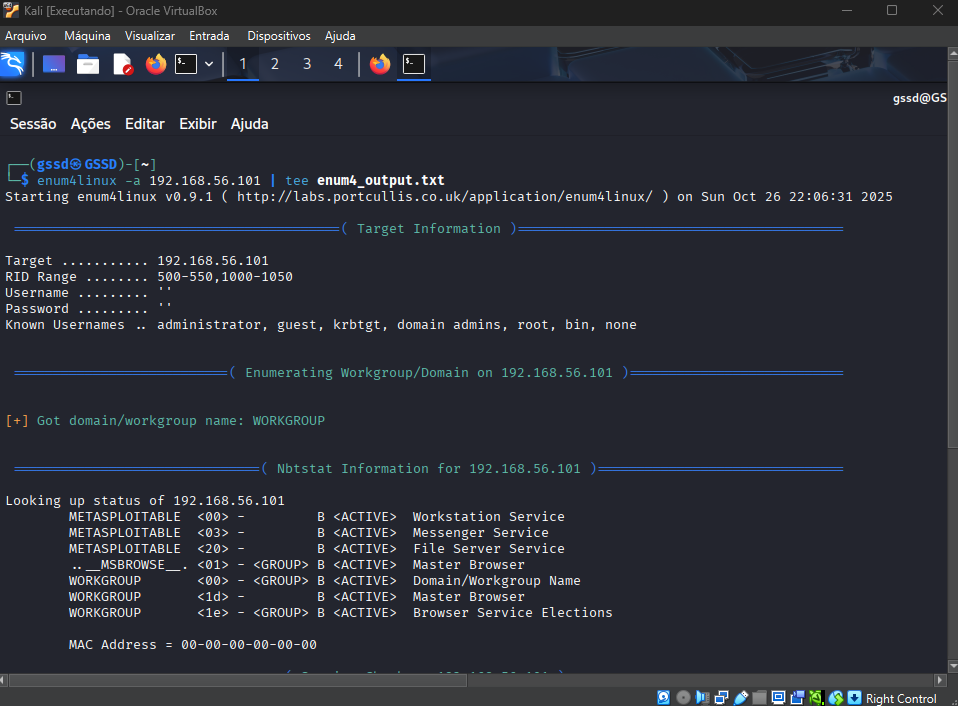 Kali [Executando] - Oracle VirtualBox
Arquivo Máquina Visualizar Entrada Dispositivos Ajuda
1 2 3 4
gssd@GS
Sessão Ações Editar Exibir Ajuda
┌──(gssd㉿GSSD)-[~]
└─$ enum4linux -a 192.168.56.101 | tee enum4_output.txt
Starting enum4linux v0.9.1 ( http://labs.portcullis.co.uk/application/enum4linux/ ) on Sun Oct 26 22:06:31 2025
=========================================( Target Information )=========================================
Target ........... 192.168.56.101
RID Range ........ 500-550,1000-1050
Username ......... ''
Password ......... ''
Known Usernames .. administrator, guest, krbtgt, domain admins, root, bin, none
===========================( Enumerating Workgroup/Domain on 192.168.56.101 )===========================
[+] Got domain/workgroup name: WORKGROUP
===============================( Nbtstat Information for 192.168.56.101 )===============================
Looking up status of 192.168.56.101
METASPLOITABLE <00> - B <ACTIVE> Workstation Service
METASPLOITABLE <03> - B <ACTIVE> Messenger Service
METASPLOITABLE <20> - B <ACTIVE> File Server Service
..__MSBROWSE__. <01> - <GROUP> B <ACTIVE> Master Browser
WORKGROUP <00> - <GROUP> B <ACTIVE> Domain/Workgroup Name
WORKGROUP <1d> - B <ACTIVE> Master Browser
WORKGROUP <1e> - <GROUP> B <ACTIVE> Browser Service Elections
MAC Address = 00-00-00-00-00-00
Right Control